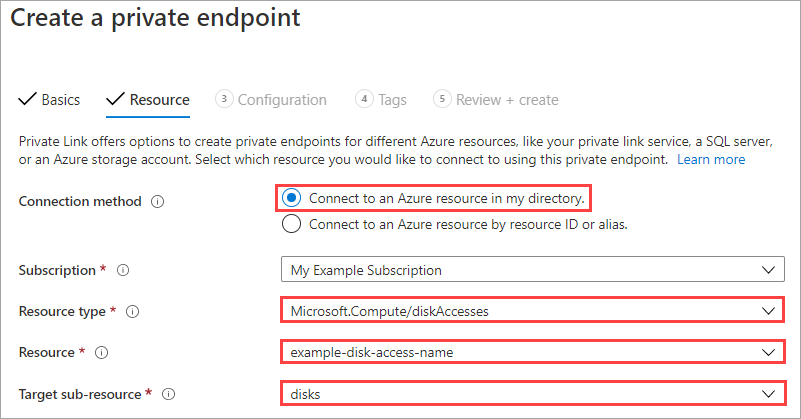 Create a private endpoint
Basics Resource 3 Configuration 4 Tags 5 Review + create
Private Link offers options to create private endpoints for different Azure resources, like your private link service, a SQL server,
or an Azure storage account. Select which resource you would like to connect to using this private endpoint. Learn more
Connection method Connect to an Azure resource in my directory.
Connect to an Azure resource by resource ID or alias.
Subscription * My Example Subscription
Resource type * Microsoft.Compute/diskAccesses
Resource * example-disk-access-name
Target sub-resource * disks